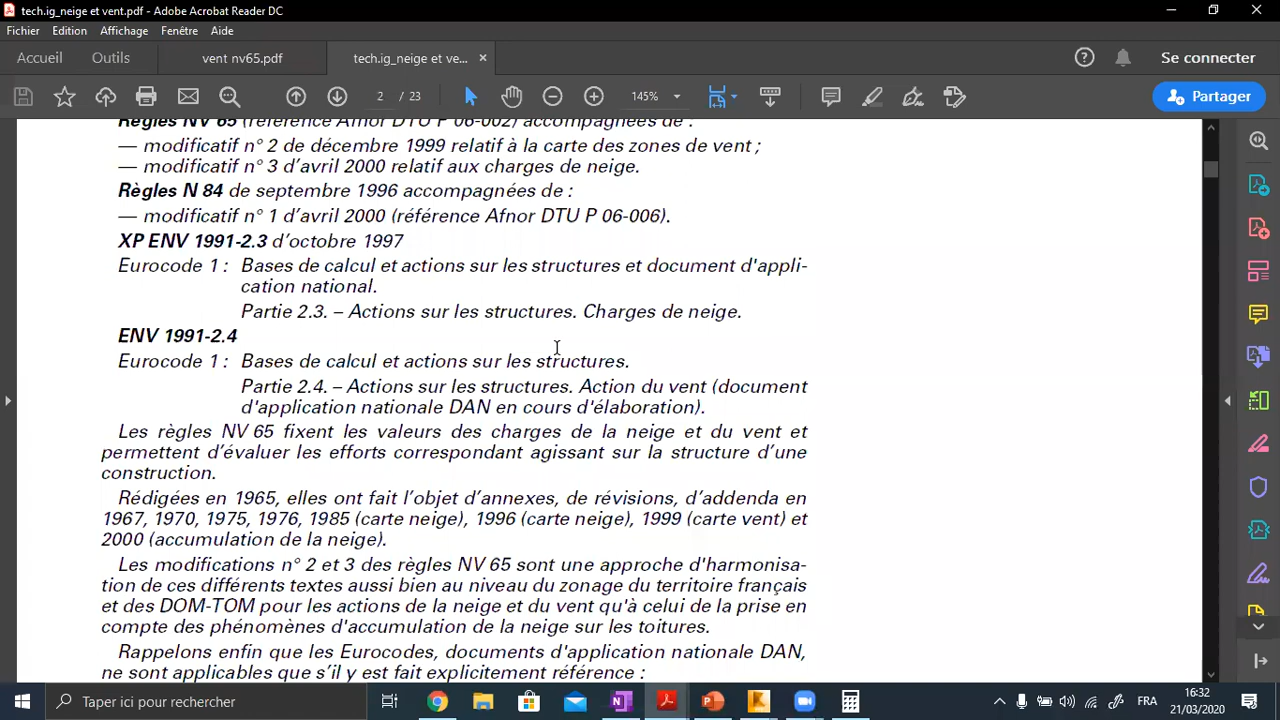 tech.ig_neige et vent.pdf - Adobe Acrobat Reader DC
Fichier Edition Affichage Fenêtre Aide
Accueil Outils vent nv65.pdf tech.ig_neige et ve... × Se connecter
2 / 23 145% Partager
Règles NV 65 (référence Afnor DTU P 06-002) accompagnées de :
— modificatif n° 2 de décembre 1999 relatif à la carte des zones de vent ;
— modificatif n° 3 d’avril 2000 relatif aux charges de neige.
Règles N 84 de septembre 1996 accompagnées de :
— modificatif n° 1 d’avril 2000 (référence Afnor DTU P 06-006).
XP ENV 1991-2.3 d’octobre 1997
Eurocode 1 : Bases de calcul et actions sur les structures et document d'appli-
cation national.
Partie 2.3. – Actions sur les structures. Charges de neige.
ENV 1991-2.4
Eurocode 1 : Bases de calcul et actions sur les structures.
Partie 2.4. – Actions sur les structures. Action du vent (document
d'application nationale DAN en cours d'élaboration).
Les règles NV 65 fixent les valeurs des charges de la neige et du vent et
permettent d’évaluer les efforts correspondant agissant sur la structure d’une
construction.
Rédigées en 1965, elles ont fait l’objet d’annexes, de révisions, d’addenda en
1967, 1970, 1975, 1976, 1985 (carte neige), 1996 (carte neige), 1999 (carte vent) et
2000 (accumulation de la neige).
Les modifications n° 2 et 3 des règles NV 65 sont une approche d'harmonisa-
tion de ces différents textes aussi bien au niveau du zonage du territoire français
et des DOM-TOM pour les actions de la neige et du vent qu'à celui de la prise en
compte des phénomènes d'accumulation de la neige sur les toitures.
Rappelons enfin que les Eurocodes, documents d'application nationale DAN,
ne sont applicables que s’il y est fait explicitement référence :
Taper ici pour rechercher
FRA
16:32
21/03/2020